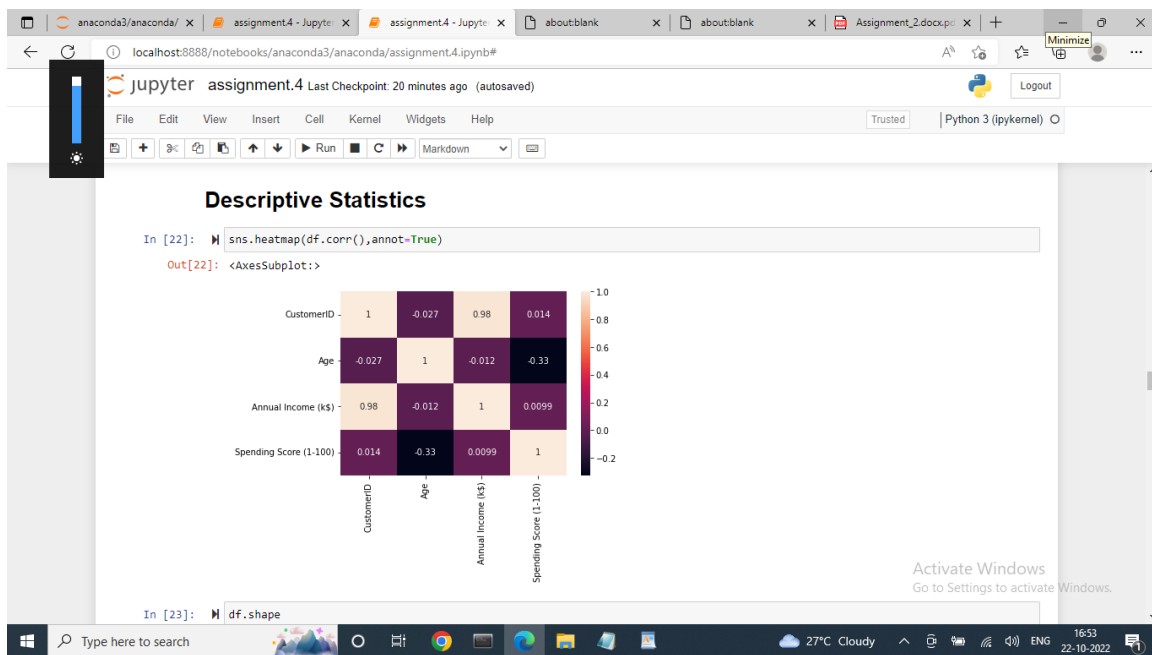 anaconda3/anaconda/
assignment.4 - Jupyte
assignment.4 - Jupyte
about:blank
about:blank
Assignment_2.docx.pd
localhost:8888/notebooks/anaconda3/anaconda/assignment.4.ipynb#
Minimize
jupyter assignment.4 Last Checkpoint: 20 minutes ago (autosaved)
Logout
File Edit View Insert Cell Kernel Widgets Help
Trusted
Python 3 (ipykernel)
Run
Markdown
Descriptive Statistics
In [22]: sns.heatmap(df.corr(),annot=True)
Out[22]: <AxesSubplot:>
CustomerID 1 -0.027 0.98 0.014
Age -0.027 1 -0.012 -0.33
Annual Income (k$) 0.98 -0.012 1 0.0099
Spending Score (1-100) 0.014 -0.33 0.0099 1
CustomerID
Age
Annual Income (k$)
Spending Score (1-100)
1.0
0.8
0.6
0.4
0.2
0.0
−0.2
Activate Windows
Go to Settings to activate Windows.
In [23]: df.shape
Type here to search
27°C Cloudy
ENG
16:53
22-10-2022
1